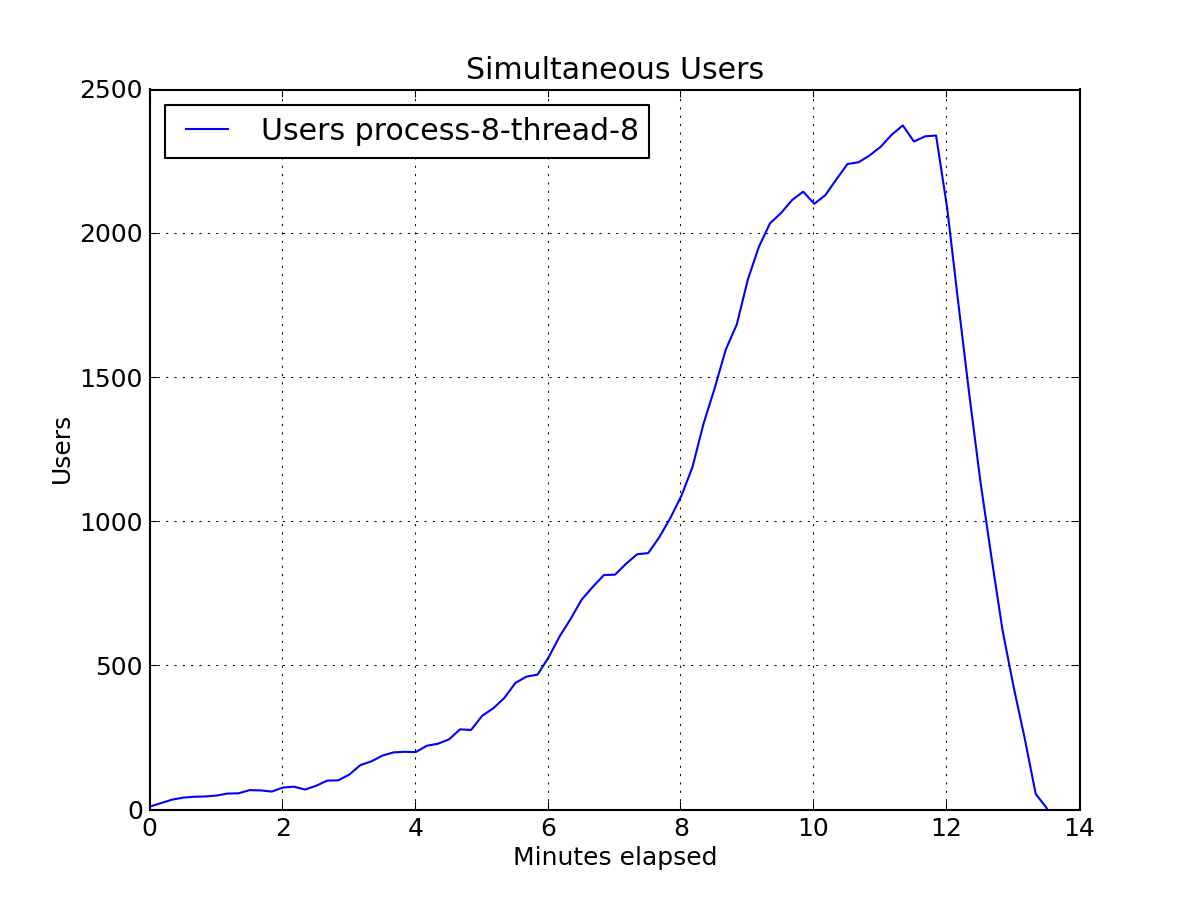 Simultaneous Users
Users process-8-thread-8
2500
2000
1500
1000
500
0
Users
0 2 4 6 8 10 12 14
Minutes elapsed